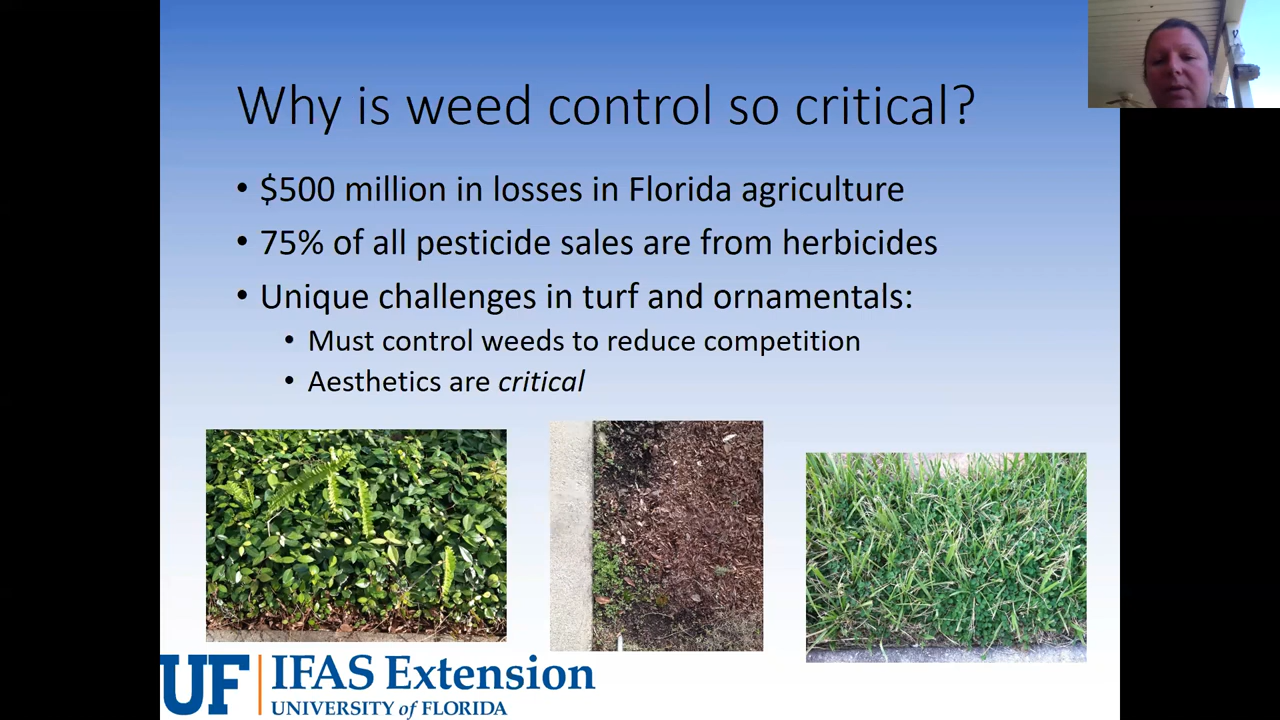 Why is weed control so critical?
• $500 million in losses in Florida agriculture
• 75% of all pesticide sales are from herbicides
• Unique challenges in turf and ornamentals:
• Must control weeds to reduce competition
• Aesthetics are critical
UF IFAS Extension
UNIVERSITY of FLORIDA